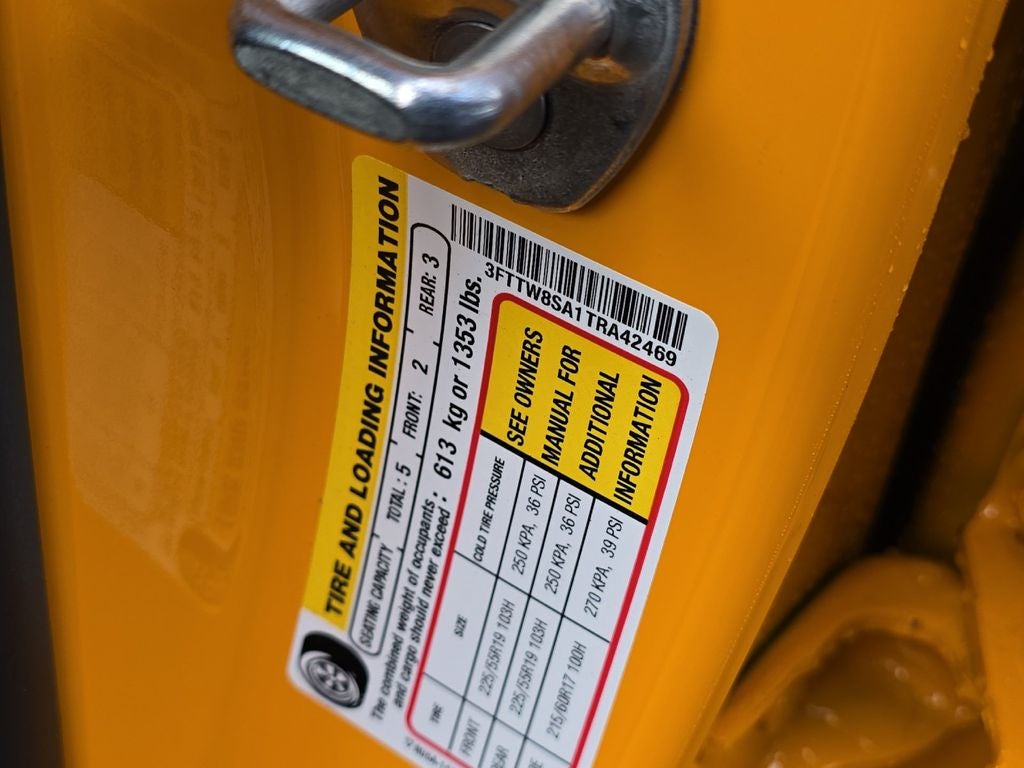 TIRE AND LOADING INFORMATION
SEATING CAPACITY TOTAL: 5 FRONT: 2 REAR: 3
The combined weight of occupants
and cargo should never exceed: 613 kg or 1353 lbs.
3FTTW8SA1TRA42469
TIRE SIZE COLD TIRE PRESSURE
FRONT 225/55R19 103H 250 KPA, 36 PSI
225/55R19 103H 250 KPA, 36 PSI
215/60R17 100H 270 KPA, 39 PSI
SEE OWNERS
MANUAL FOR
ADDITIONAL
INFORMATION